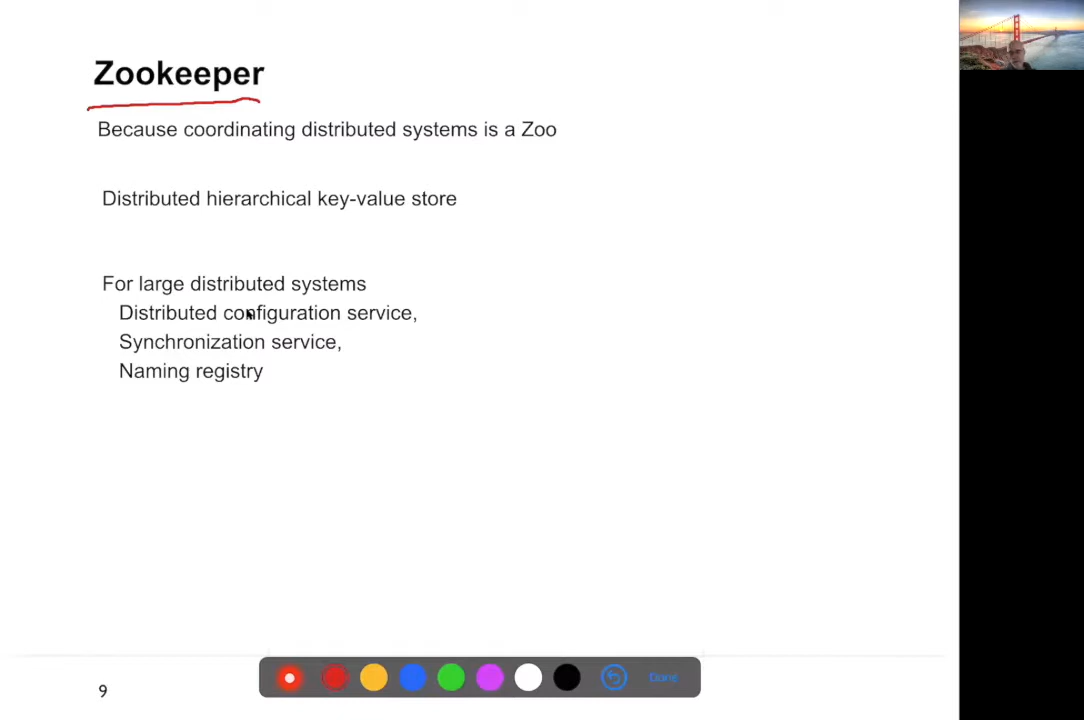 Zookeeper
Because coordinating distributed systems is a Zoo
Distributed hierarchical key-value store
For large distributed systems
Distributed configuration service,
Synchronization service,
Naming registry
9
Done